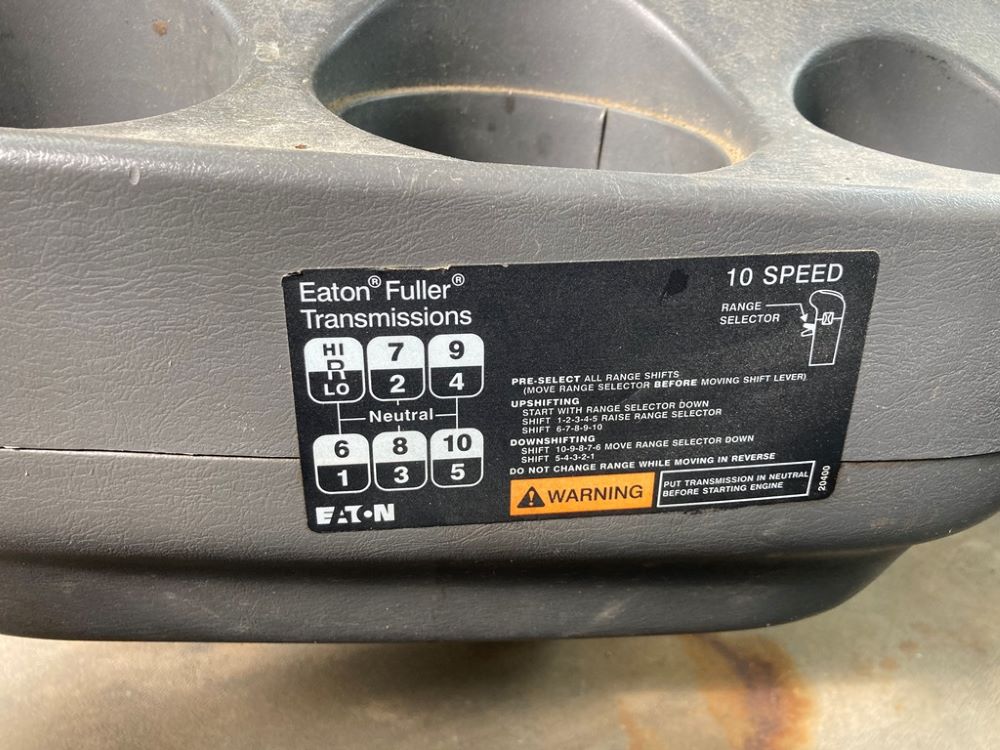 Eaton® Fuller®
Transmissions
10 SPEED
RANGE
SELECTOR
HI
R
LO
7
2
9
4
Neutral
6
1
8
3
10
5
PRE-SELECT ALL RANGE SHIFTS
(MOVE RANGE SELECTOR BEFORE MOVING SHIFT LEVER)
UPSHIFTING
START WITH RANGE SELECTOR DOWN
SHIFT 1-2-3-4-5 RAISE RANGE SELECTOR
SHIFT 6-7-8-9-10
DOWNSHIFTING
SHIFT 10-9-8-7-6 MOVE RANGE SELECTOR DOWN
SHIFT 5-4-3-2-1
DO NOT CHANGE RANGE WHILE MOVING IN REVERSE
WARNING
PUT TRANSMISSION IN NEUTRAL
BEFORE STARTING ENGINE
20400
EATON